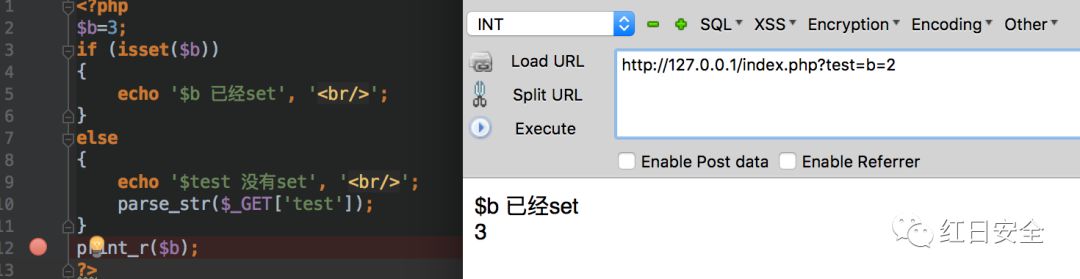 1 <?php
2 $b=3;
3 if (isset($b))
4 {
5 echo '$b 已经set', '<br/>';
6 }
7 else
8 {
9 echo '$test 没有set', '<br/>';
10 parse_str($_GET['test']);
11 }
12 print_r($b);
13 ?>
INT SQL XSS Encryption Encoding Other
Load URL http://127.0.0.1/index.php?test=b=2
Split URL
Execute
Enable Post data Enable Referrer
$b 已经set
3
红日安全